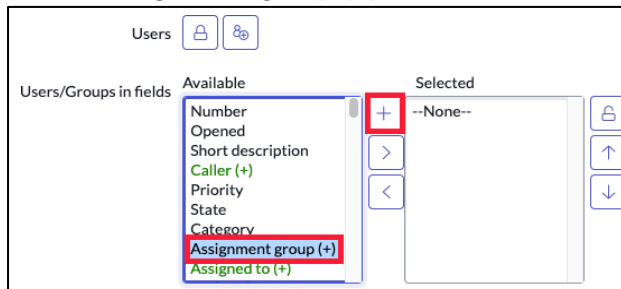 Users
Users/Groups in fields
Available
Number
Opened
Short description
Caller (+)
Priority
State
Category
Assignment group (+)
Assigned to (+)
Selected
--None--